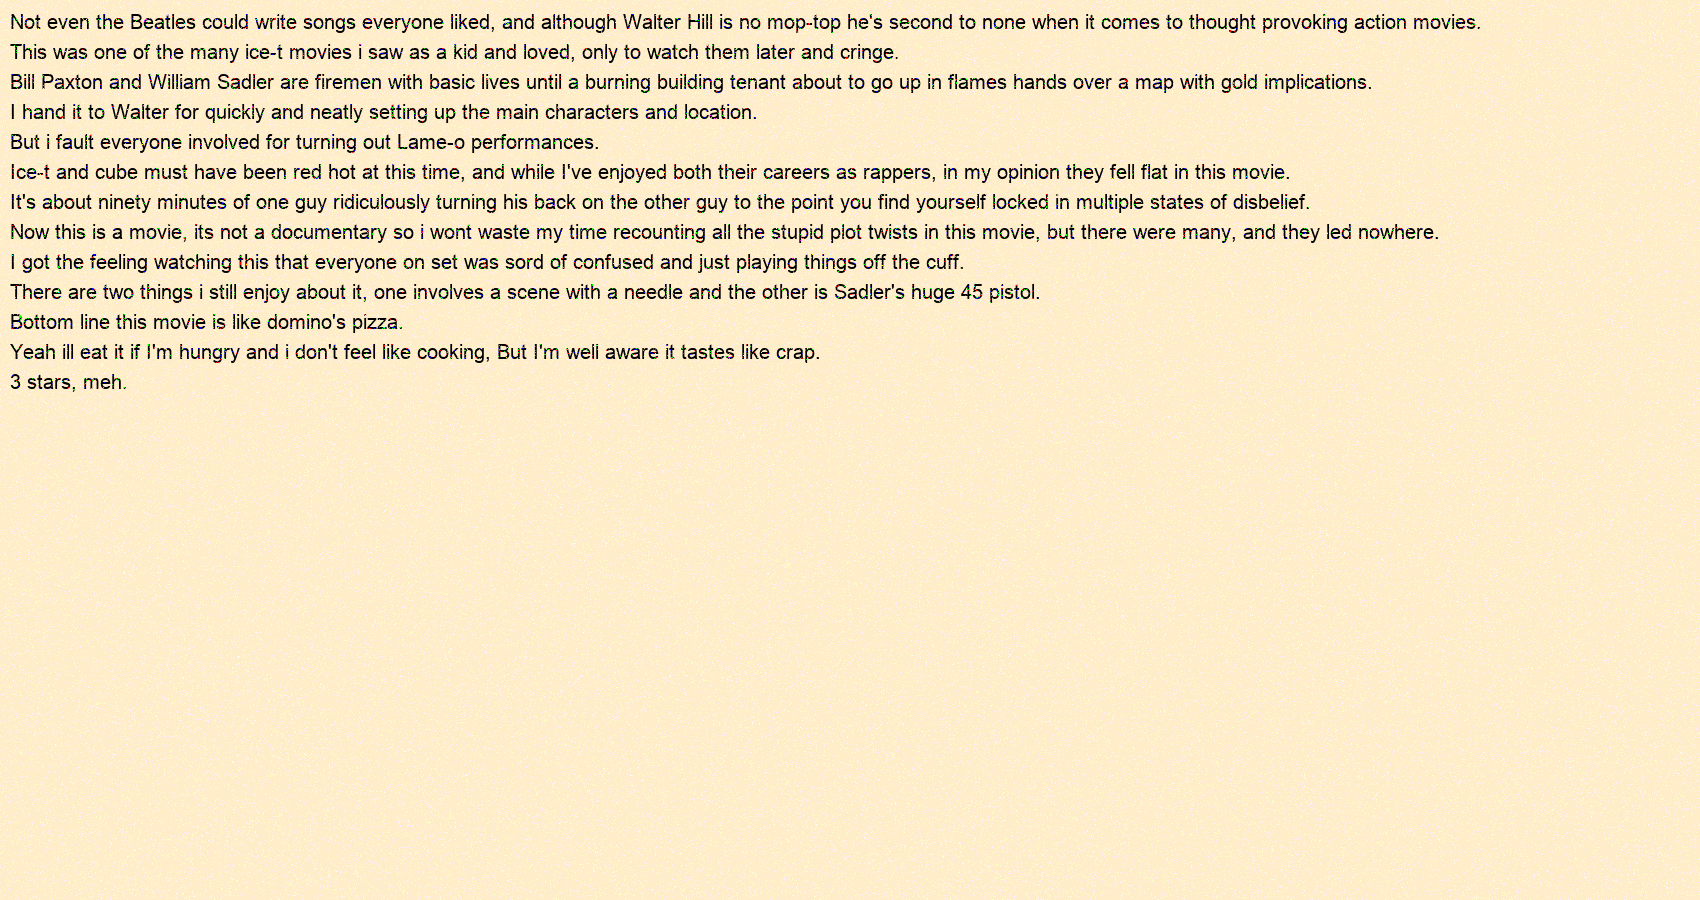 Not even the Beatles could write songs everyone liked, and although Walter Hill is no mop-top he's second to none when it comes to thought provoking action movies.
This was one of the many ice-t movies i saw as a kid and loved, only to watch them later and cringe.
Bill Paxton and William Sadler are firemen with basic lives until a burning building tenant about to go up in flames hands over a map with gold implications.
I hand it to Walter for quickly and neatly setting up the main characters and location.
But i fault everyone involved for turning out Lame-o performances.
Ice-t and cube must have been red hot at this time, and while I've enjoyed both their careers as rappers, in my opinion they fell flat in this movie.
It's about ninety minutes of one guy ridiculously turning his back on the other guy to the point you find yourself locked in multiple states of disbelief.
Now this is a movie, its not a documentary so i wont waste my time recounting all the stupid plot twists in this movie, but there were many, and they led nowhere.
I got the feeling watching this that everyone on set was sord of confused and just playing things off the cuff.
There are two things i still enjoy about it, one involves a scene with a needle and the other is Sadler's huge 45 pistol.
Bottom line this movie is like domino's pizza.
Yeah ill eat it if I'm hungry and i don't feel like cooking, But I'm well aware it tastes like crap.
3 stars, meh.